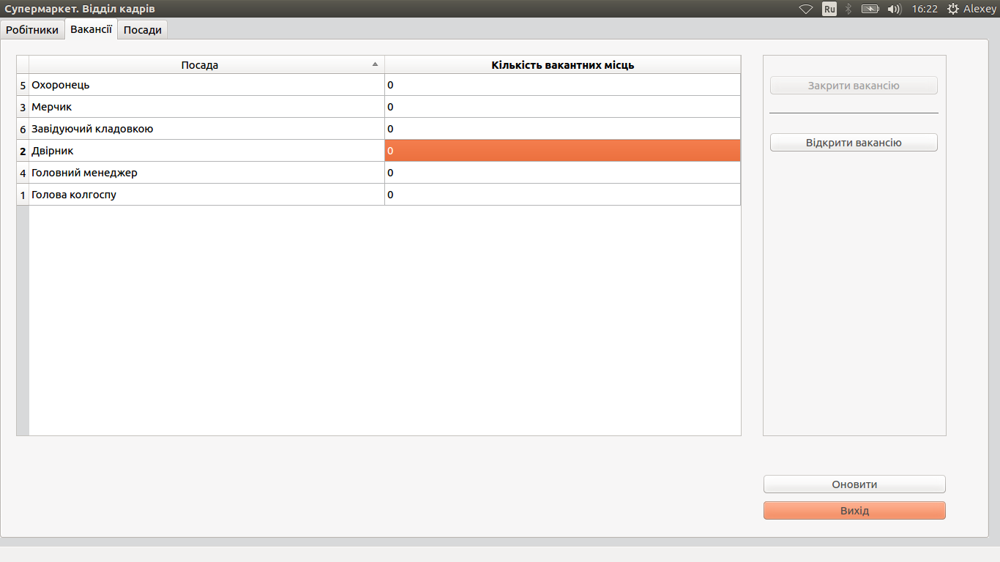 Супермаркет. Відділ кадрів Ru 16:22 Alexey
Робітники Вакансії Посади
Посада Кількість вакантних місць
5 Охоронець 0
3 Мерчик 0
6 Завідуючий кладовкою 0
2 Двірник 0
4 Головний менеджер 0
1 Голова колгоспу 0
Закрити вакансію
Відкрити вакансію
Оновити
Вихід